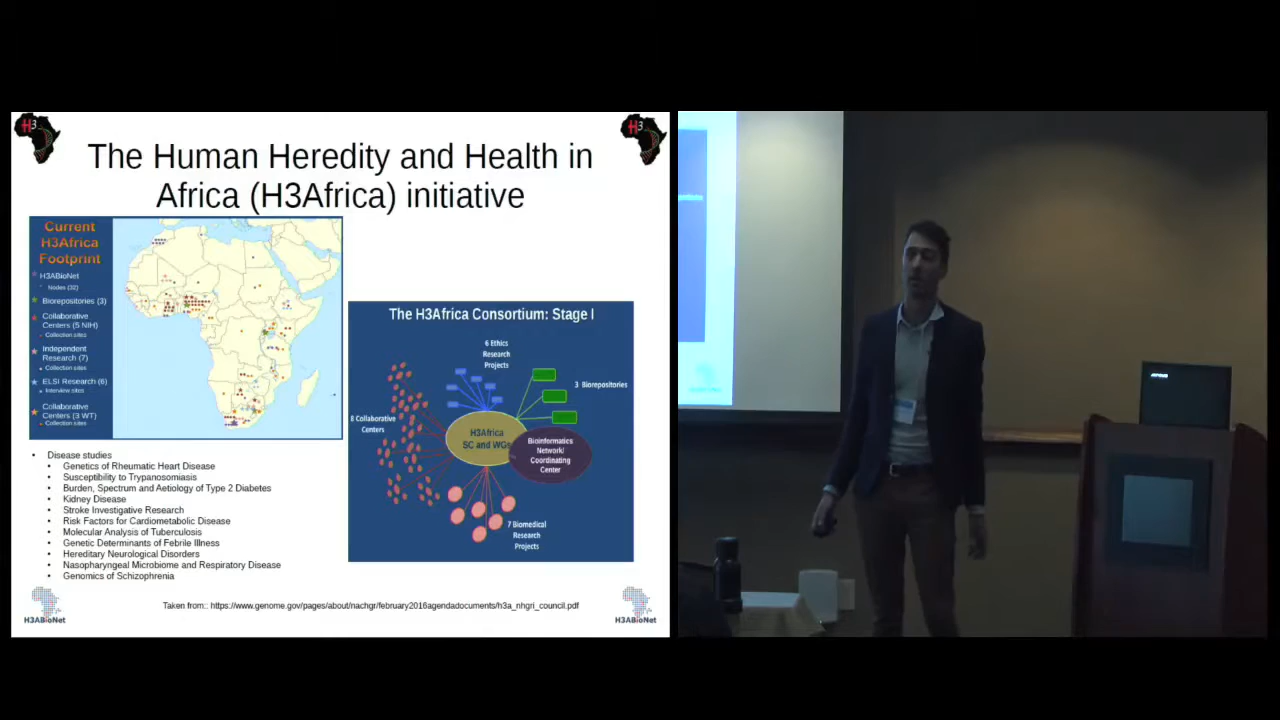 H3
H3
The Human Heredity and Health in
Africa (H3Africa) initiative
Current
H3Africa
Footprint
H3ABioNet
Nodes (32)
Biorepositories (3)
Collaborative
Centers (5 NIH)
Collection sites
Independent
Research (7)
Collection sites
ELSI Research (6)
Interview sites
Collaborative
Centers (3 WT)
Collection sites
The H3Africa Consortium: Stage I
6 Ethics
Research
Projects
3 Biorepositories
8 Collaborative
Centers
H3Africa
SC and WGs
Bioinformatics
Network/
Coordinating
Center
7 Biomedical
Research
Projects
• Disease studies
• Genetics of Rheumatic Heart Disease
• Susceptibility to Trypanosomiasis
• Burden, Spectrum and Aetiology of Type 2 Diabetes
• Kidney Disease
• Stroke Investigative Research
• Risk Factors for Cardiometabolic Disease
• Molecular Analysis of Tuberculosis
• Genetic Determinants of Febrile Illness
• Hereditary Neurological Disorders
• Nasopharyngeal Microbiome and Respiratory Disease
• Genomics of Schizophrenia
Taken from:: https://www.genome.gov/pages/about/nachgr/february2016agendadocuments/h3a_nhgri_council.pdf
H3ABioNet
H3ABioNet